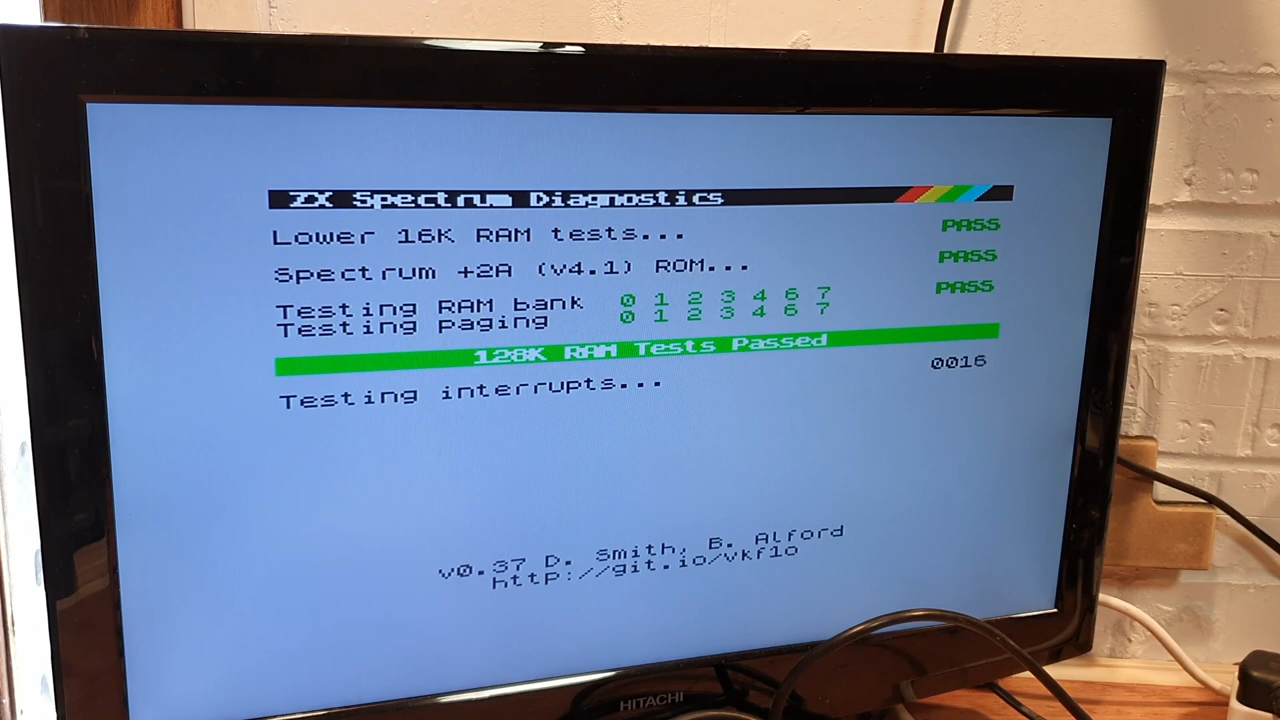 ZX Spectrum Diagnostics
Lower 16K RAM tests... PASS
Spectrum +2A (v4.1) ROM... PASS
Testing RAM bank 0 1 2 3 4 6 7 PASS
Testing paging 0 1 2 3 4 6 7
128K RAM Tests Passed
Testing interrupts... 0016
v0.37 D. Smith, B. Alford
http://git.io/vkf1o
HITACHI